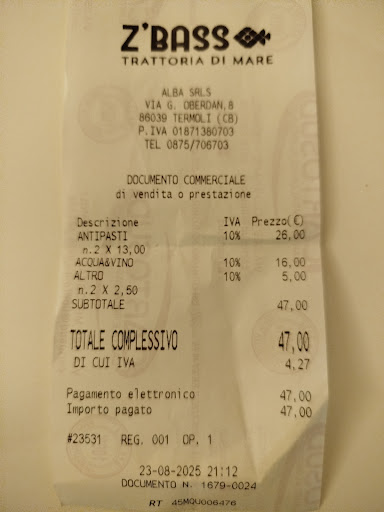 Z'BASS
TRATTORIA DI MARE
ALBA SRLS
VIA G. OBERDAN,8
86039 TERMOLI (CB)
P.IVA 01871380703
TEL 0875/706703
DOCUMENTO COMMERCIALE
di vendita o prestazione
Descrizione IVA Prezzo(€)
ANTIPASTI 10% 26,00
n.2 X 13,00
ACQUA&VINO 10% 16,00
ALTRO 10% 5,00
n.2 X 2,50
SUBTOTALE 47,00
TOTALE COMPLESSIVO 47,00
DI CUI IVA 4,27
Pagamento elettronico 47,00
Importo pagato 47,00
#23531 REG. 001 OP. 1
23-08-2025 21:12
DOCUMENTO N. 1679-0024
RT 45MQU006476